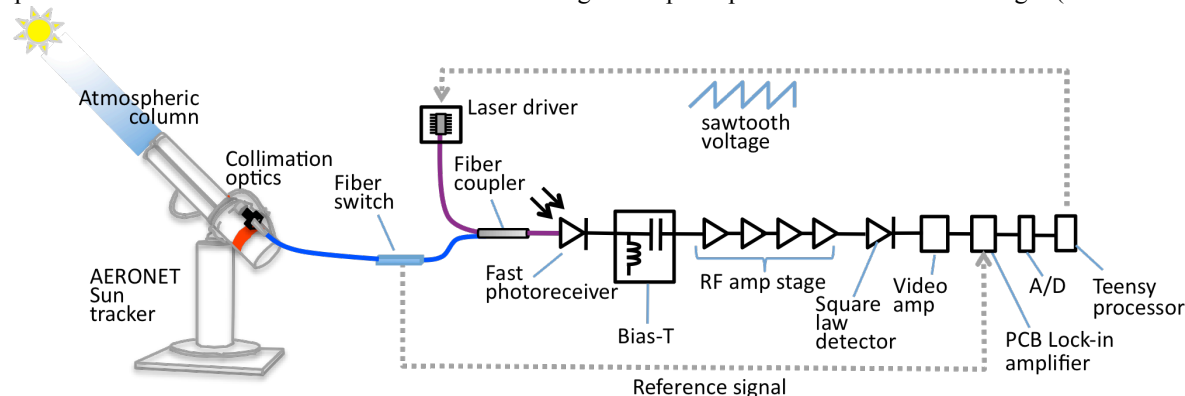 Atmospheric
column
Collimation
optics
Fiber
switch
AERONET
Sun
tracker
Laser driver
Fiber
coupler
sawtooth
voltage
Fast
photoreceiver
Bias-T
RF amp stage
Square
law
detector
Video
amp
A/D
PCB Lock-in
amplifier
Teensy
processor
Reference signal